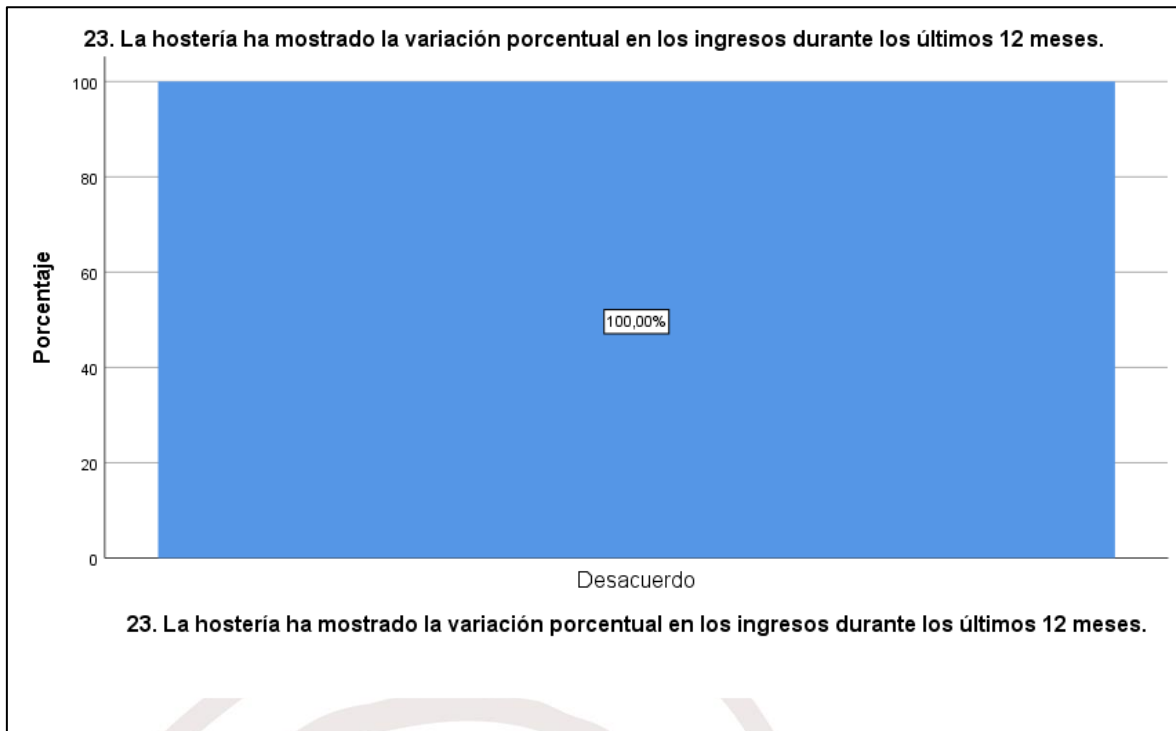 23. La hostería ha mostrado la variación porcentual en los ingresos durante los últimos 12 meses.
100
80
60
40
20
0
Porcentaje
100,00%
Desacuerdo
23. La hostería ha mostrado la variación porcentual en los ingresos durante los últimos 12 meses.